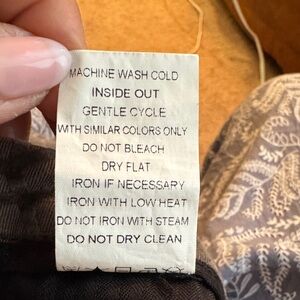 MACHINE WASH COLD
INSIDE OUT
GENTLE CYCLE
WITH SIMILAR COLORS ONLY
DO NOT BLEACH
DRY FLAT
IRON IF NECESSARY
IRON WITH LOW HEAT
DO NOT IRON WITH STEAM
DO NOT DRY CLEAN